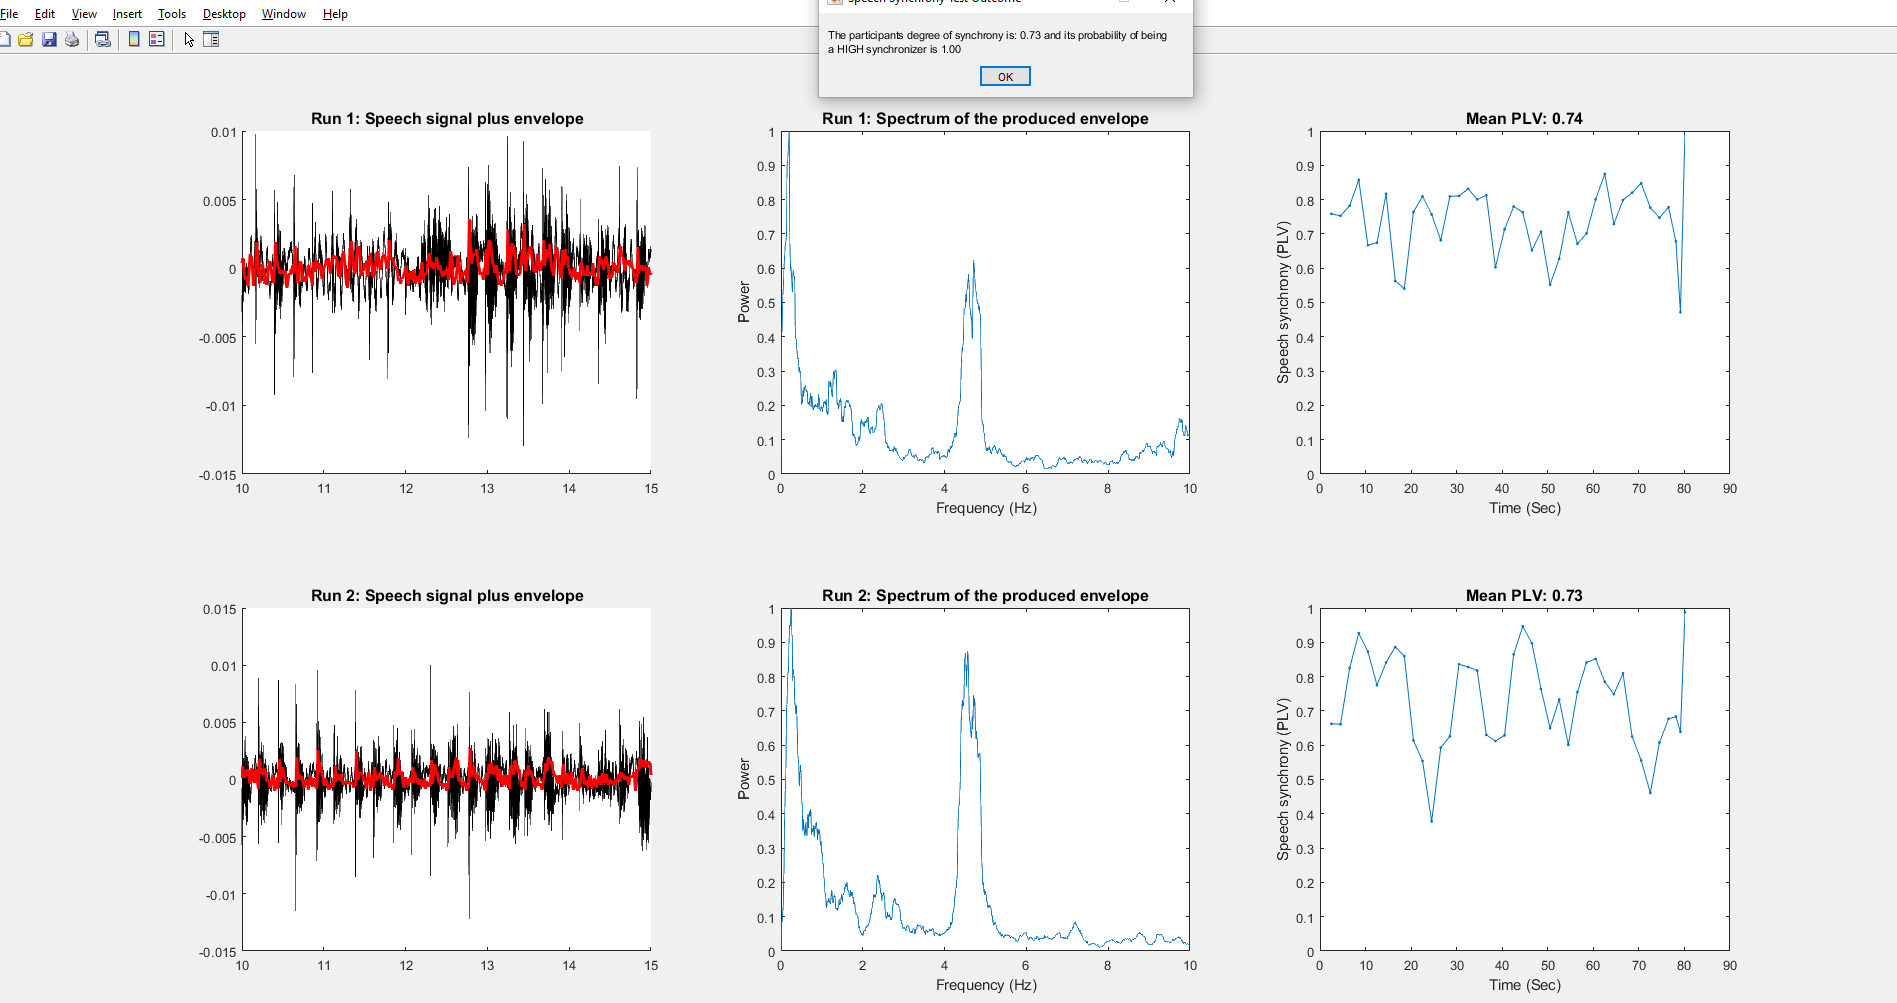 File Edit View Insert Tools Desktop Window Help
Speech Synchrony Test Outcome
The participants degree of synchrony is: 0.73 and its probability of being
a HIGH synchronizer is 1.00
OK
Run 1: Speech signal plus envelope
0.01
0.005
0
-0.005
-0.01
-0.015
10 11 12 13 14 15
Run 1: Spectrum of the produced envelope
Power
1
0.9
0.8
0.7
0.6
0.5
0.4
0.3
0.2
0.1
0
0 2 4 6 8 10
Frequency (Hz)
Mean PLV: 0.74
Speech synchrony (PLV)
1
0.9
0.8
0.7
0.6
0.5
0.4
0.3
0.2
0.1
0
0 10 20 30 40 50 60 70 80 90
Time (Sec)
Run 2: Speech signal plus envelope
0.015
0.01
0.005
0
-0.005
-0.01
-0.015
10 11 12 13 14 15
Run 2: Spectrum of the produced envelope
Power
1
0.9
0.8
0.7
0.6
0.5
0.4
0.3
0.2
0.1
0
0 2 4 6 8 10
Frequency (Hz)
Mean PLV: 0.73
Speech synchrony (PLV)
1
0.9
0.8
0.7
0.6
0.5
0.4
0.3
0.2
0.1
0
0 10 20 30 40 50 60 70 80 90
Time (Sec)